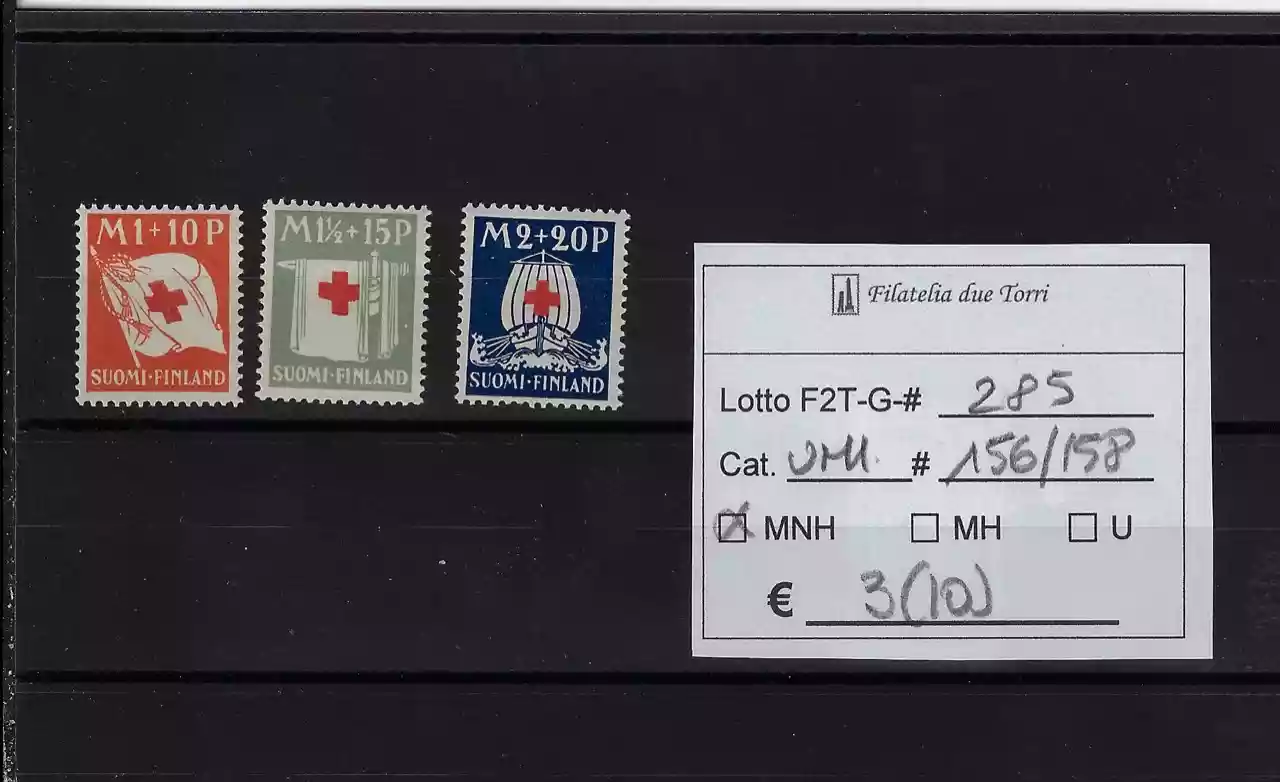 M1+10P
SUOMI·FINLAND
M1½+15P
SUOMI·FINLAND
M2+20P
SUOMI·FINLAND
Filatelia due Torri
Lotto F2T-G-# 285
Cat. UNI. # 156/158
MNH MH U
€ 3(10)